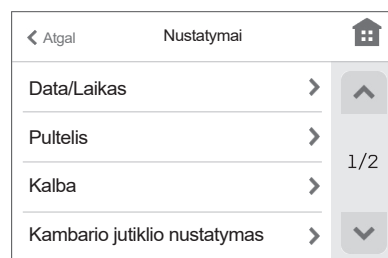 Atgal
Nustatymai
Data/Laikas
Pultelis
1/2
Kalba
Kambario jutiklio nustatymas